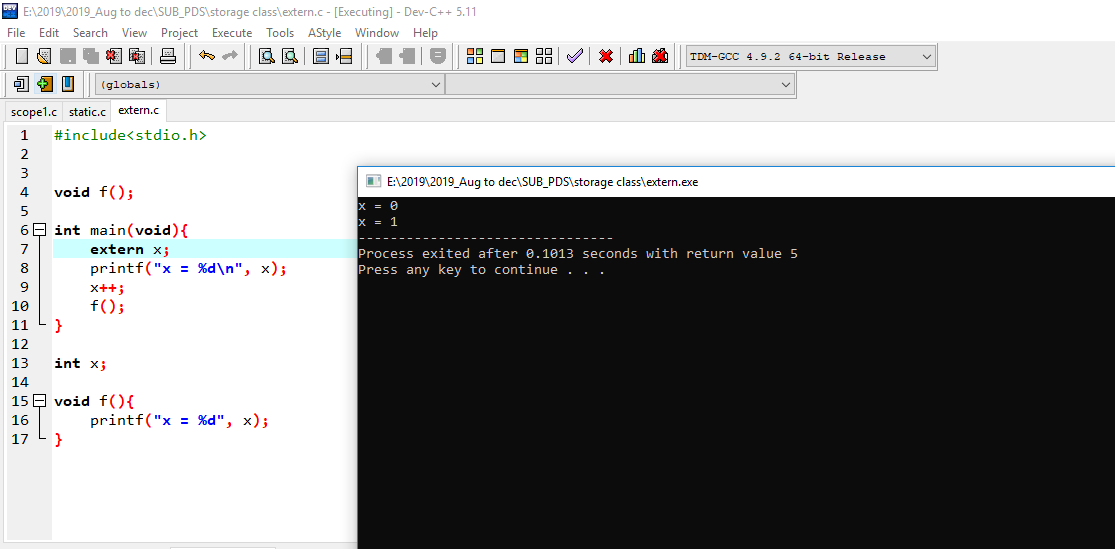 E:\2019\2019_Aug to dec\SUB_PDS\storage class\extern.c - [Executing] - Dev-C++ 5.11
File Edit Search View Project Execute Tools AStyle Window Help
TDM-GCC 4.9.2 64-bit Release
(globals)
scope1.c static.c extern.c
1 #include<stdio.h>
2
3
4 void f();
5
6 int main(void){
7 extern x;
8 printf("x = %d\n", x);
9 x++;
10 f();
11 }
12
13 int x;
14
15 void f(){
16 printf("x = %d", x);
17 }
E:\2019\2019_Aug to dec\SUB_PDS\storage class\extern.exe
x = 0
x = 1
--------------------------------
Process exited after 0.1013 seconds with return value 5
Press any key to continue . . .